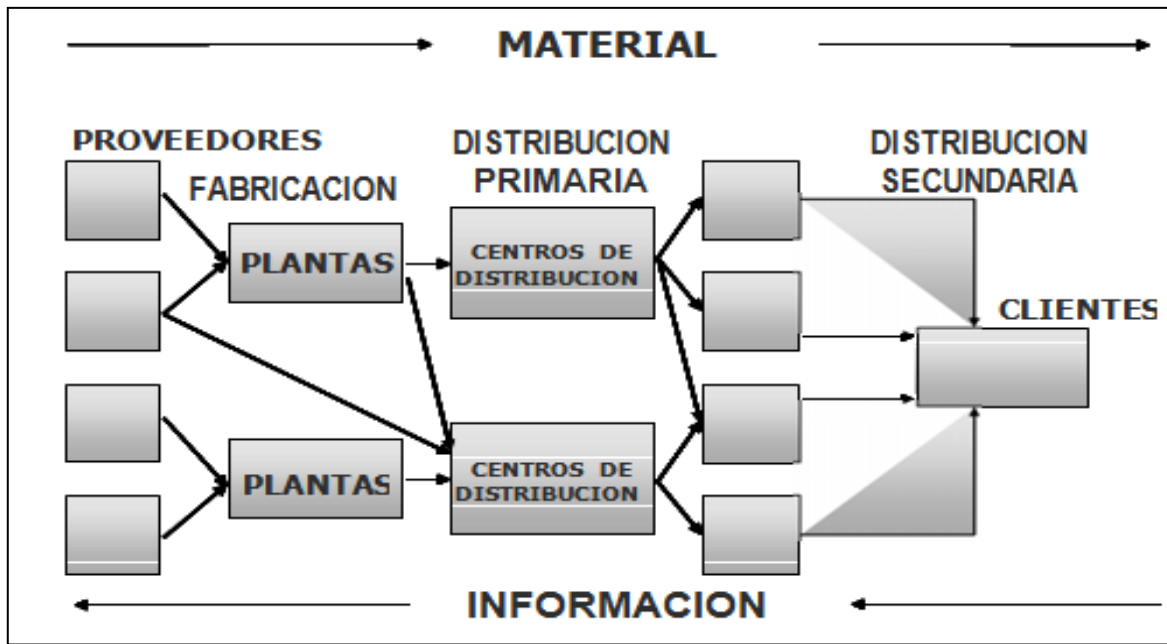 MATERIAL
PROVEEDORES
FABRICACION
DISTRIBUCION
PRIMARIA
DISTRIBUCION
SECUNDARIA
PLANTAS
CENTROS DE
DISTRIBUCION
CLIENTES
PLANTAS
CENTROS DE
DISTRIBUCION
INFORMACION